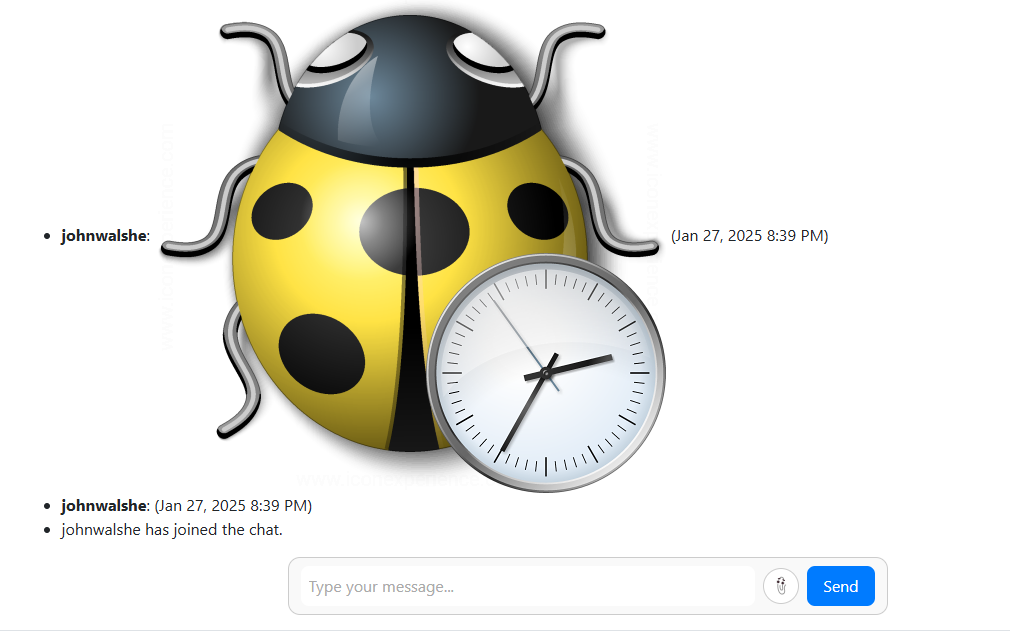 johnwalshe: (Jan 27, 2025 8:39 PM)
johnwalshe: (Jan 27, 2025 8:39 PM)
johnwalshe has joined the chat.
Type your message...
Send